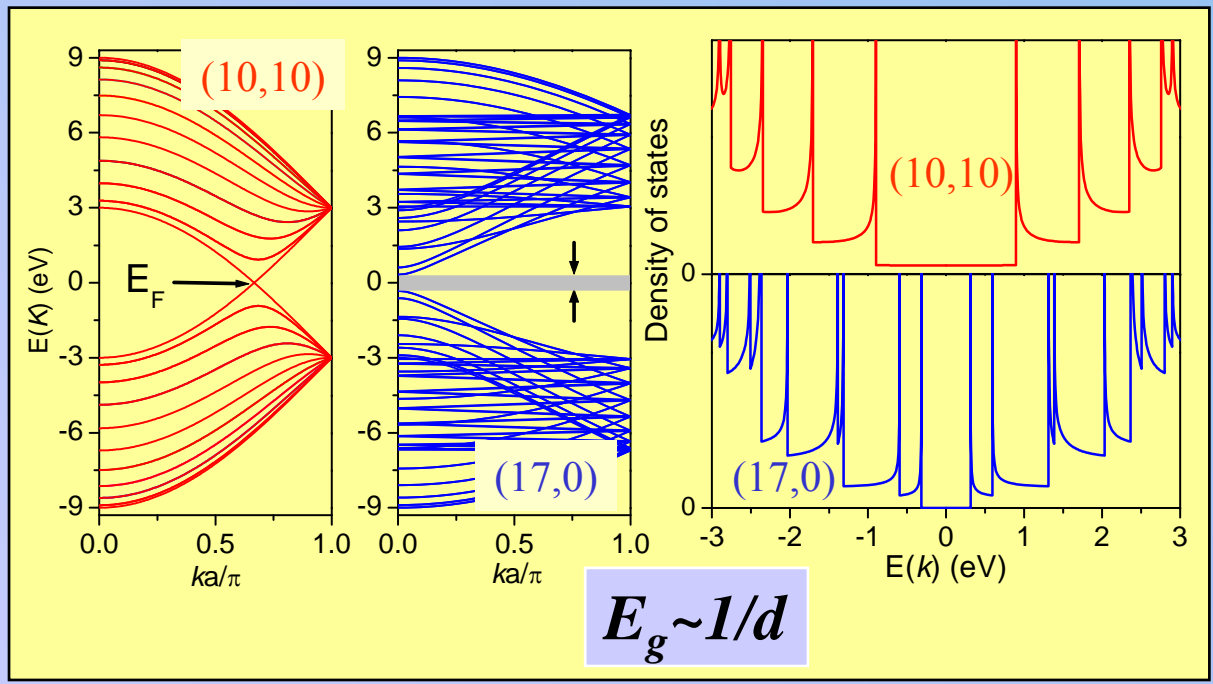 (10,10)
E(K) (eV)
9
6
3
0
-3
-6
-9
E_F
0.0 0.5 1.0
ka/π
9
6
3
0
-3
-6
-9
(17,0)
0.0 0.5 1.0
ka/π
Density of states
(10,10)
0
(17,0)
0
-3 -2 -1 0 1 2 3
E(k) (eV)
E_g~1/d